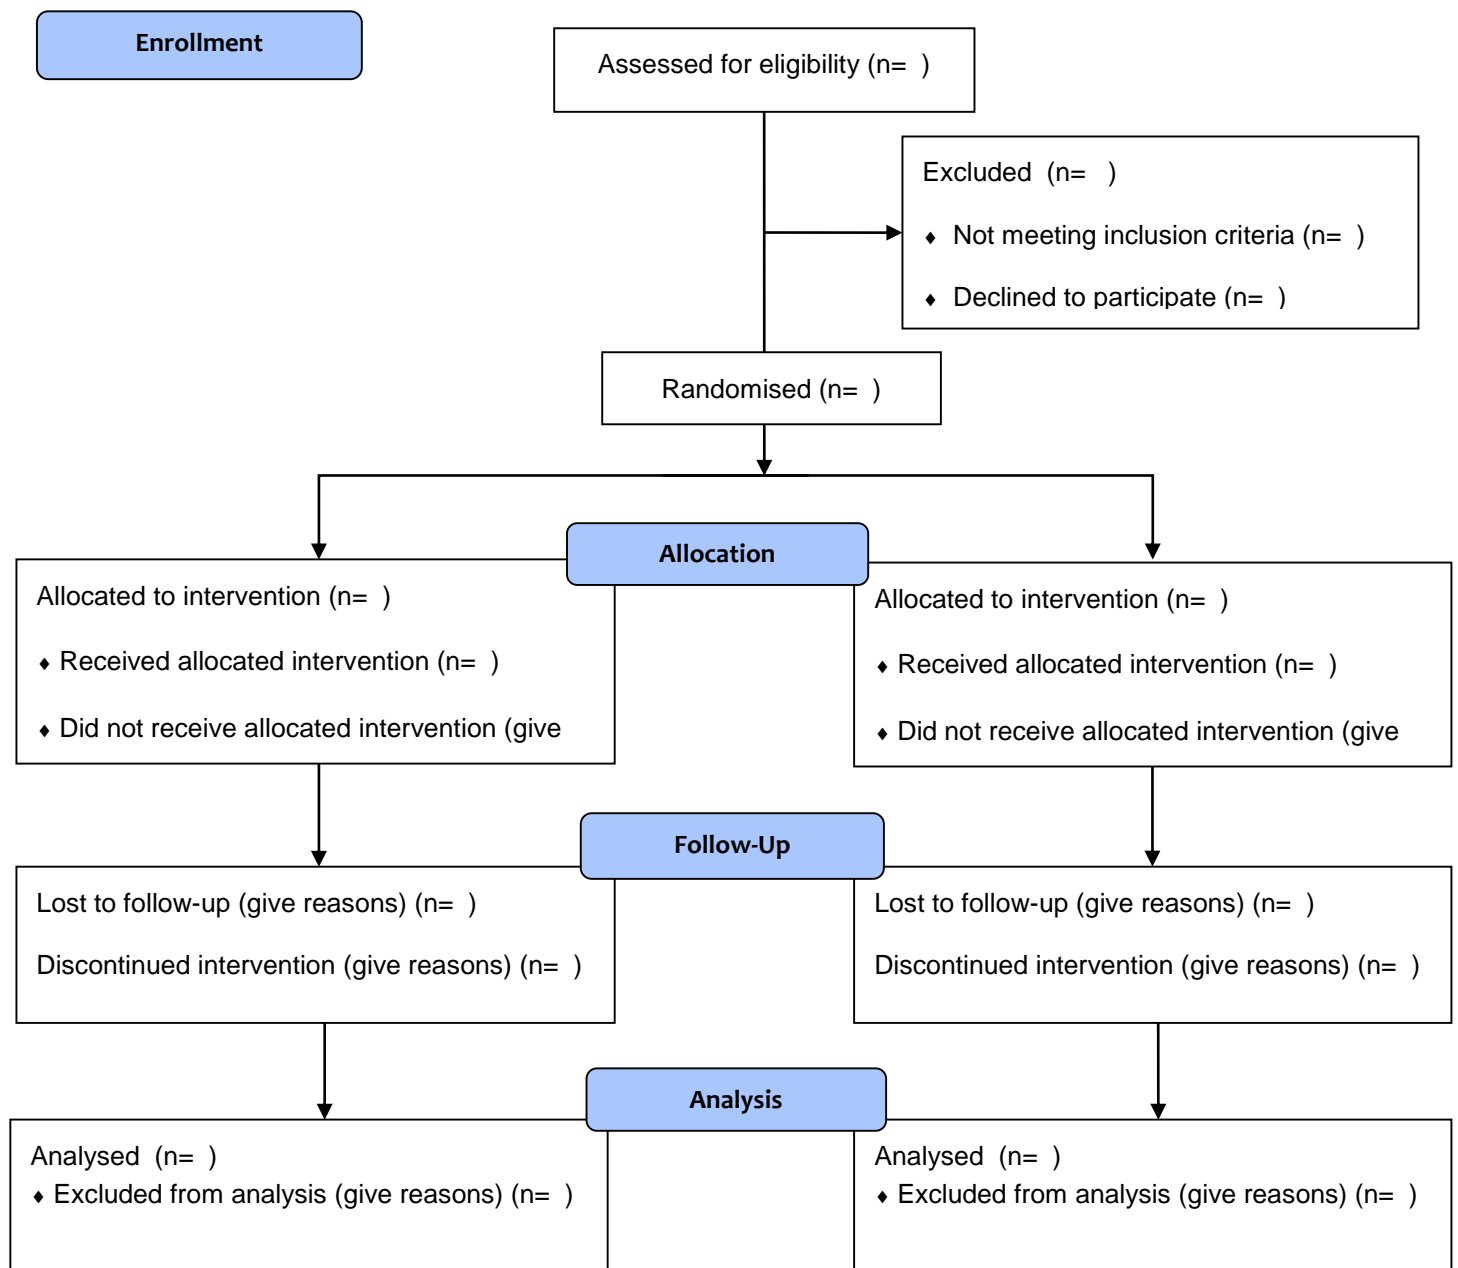 Enrollment
Assessed for eligibility (n=  )
Excluded  (n=   )
♦ Not meeting inclusion criteria (n=  )
♦ Declined to participate (n=  )
Randomised (n=  )
Allocation
Allocated to intervention (n=  )
♦ Received allocated intervention (n=  )
♦ Did not receive allocated intervention (give
Allocated to intervention (n=  )
♦ Received allocated intervention (n=  )
♦ Did not receive allocated intervention (give
Follow-Up
Lost to follow-up (give reasons) (n=  )
Discontinued intervention (give reasons) (n=  )
Lost to follow-up (give reasons) (n=  )
Discontinued intervention (give reasons) (n=  )
Analysis
Analysed  (n=  )
♦ Excluded from analysis (give reasons) (n=  )
Analysed  (n=  )
♦ Excluded from analysis (give reasons) (n=  )